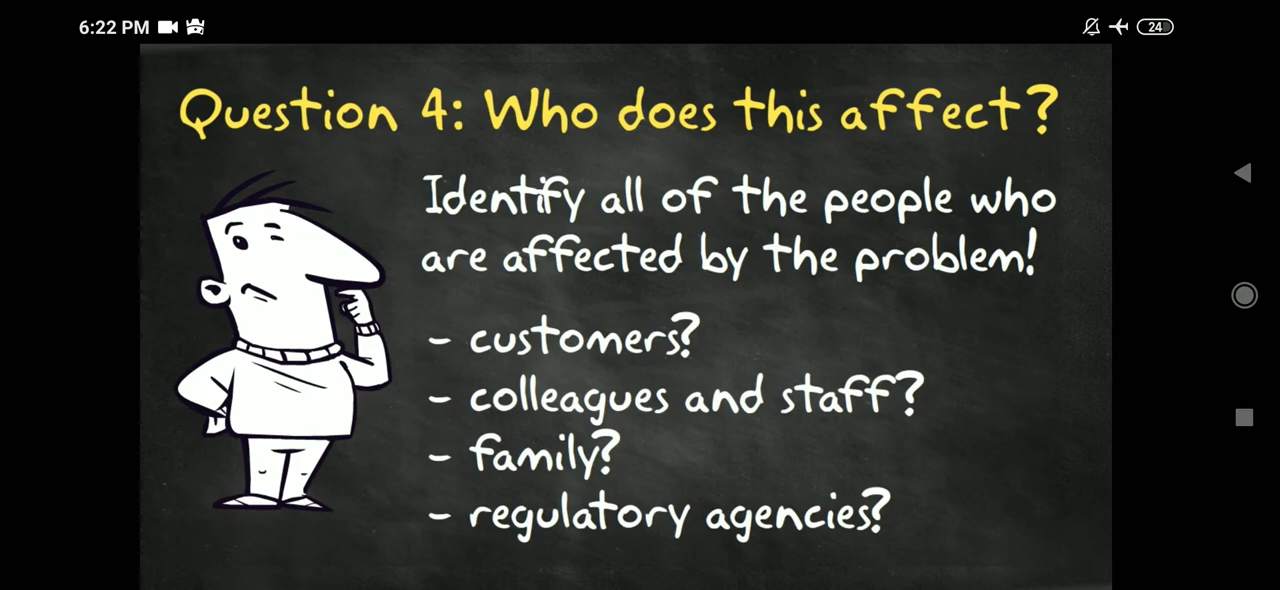 6:22 PM
24
Question 4: Who does this affect?
Identify all of the people who
are affected by the problem!
- customers?
- colleagues and staff?
- family?
- regulatory agencies?